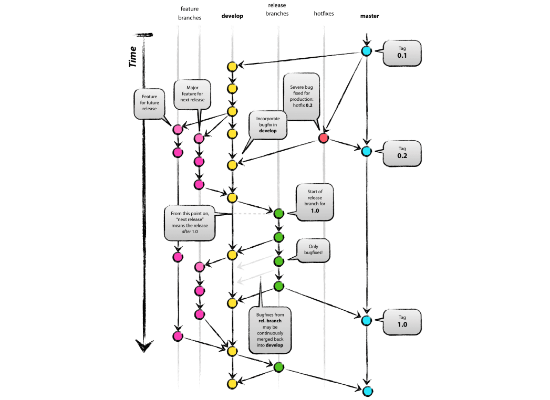 feature
branches
develop
release
branches
hotfixes
master
Time
Tag
0.1
Major
feature for
next release
Feature
for future
release
Severe bug
fixed for
production:
hotfix 0.2
Incorporate
bugfix in
develop
Tag
0.2
Start of
release
branch for
1.0
From this point on,
"next release"
means the release
after 1.0
Only
bugfixes!
Bugfixes from
rel. branch
may be
continuously
merged back
into develop
Tag
1.0